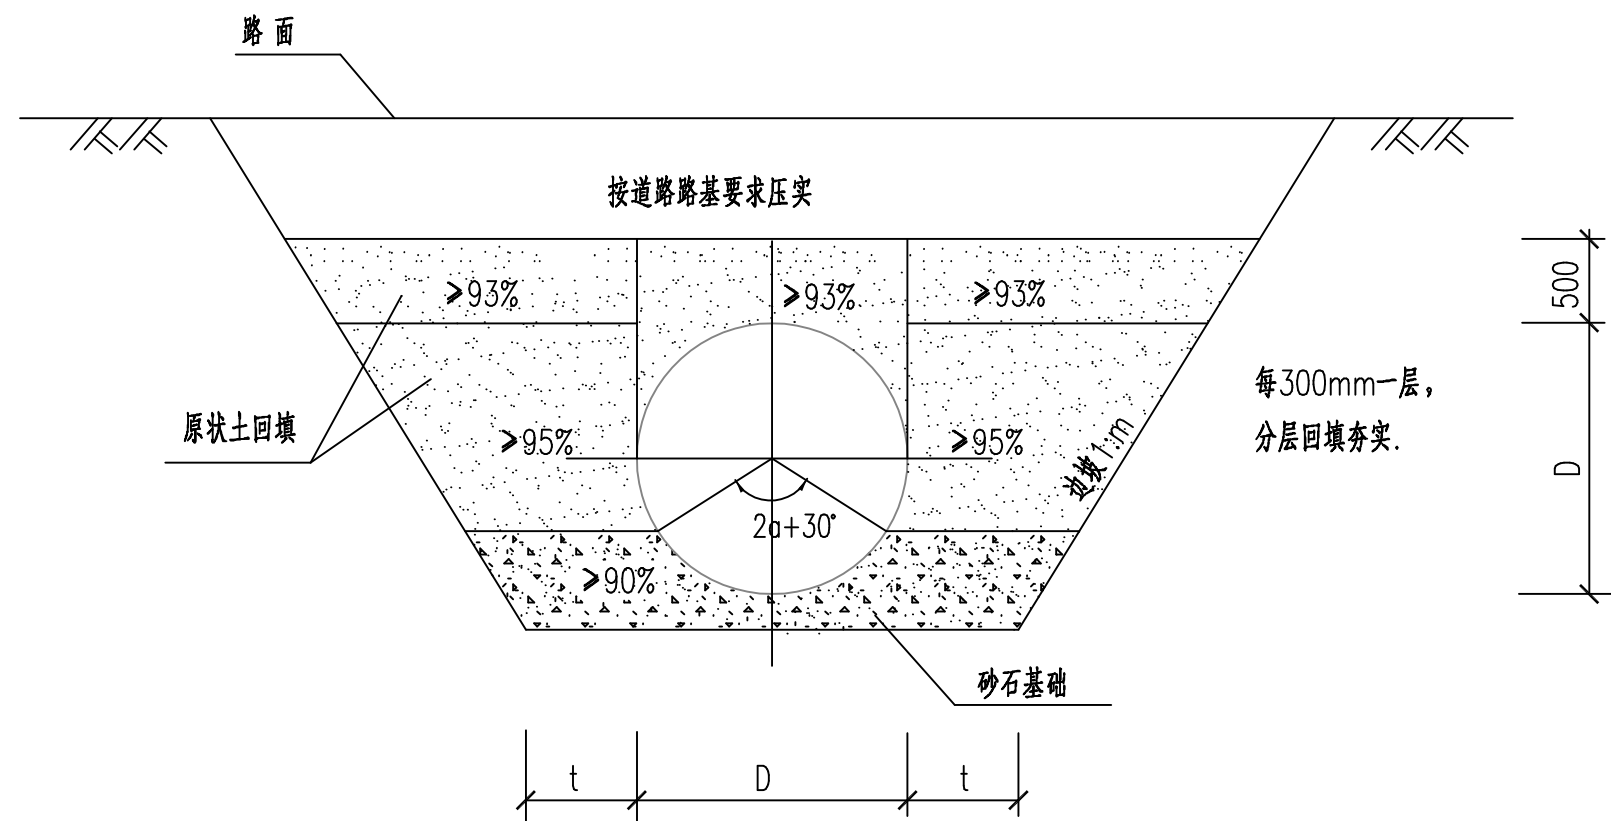 路 面
按道路路基要求压实
≥93%
≥93%
≥93%
500
每300mm一层，
分层回填夯实.
原状土回填
≥95%
≥95%
边坡1:m
D
2a+30°
≥90%
砂石基础
t
D
t